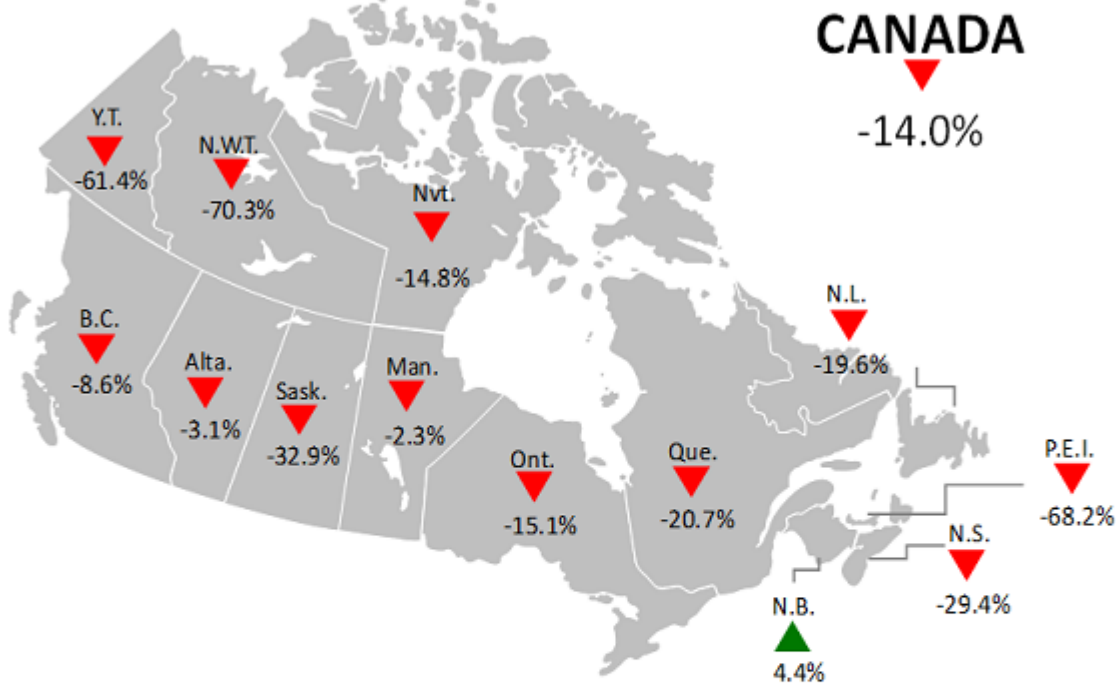 CANADA
-14.0%
Y.T.
-61.4%
N.W.T.
-70.3%
Nvt.
-14.8%
B.C.
-8.6%
Alta.
-3.1%
Sask.
-32.9%
Man.
-2.3%
Ont.
-15.1%
Que.
-20.7%
N.L.
-19.6%
P.E.I.
-68.2%
N.S.
-29.4%
N.B.
4.4%